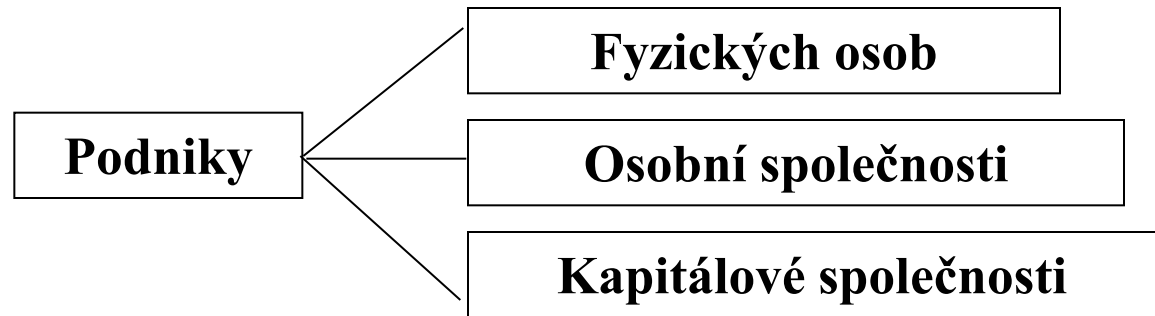 Fyzických osob
Podniky
Osobní společnosti
Kapitálové společnosti